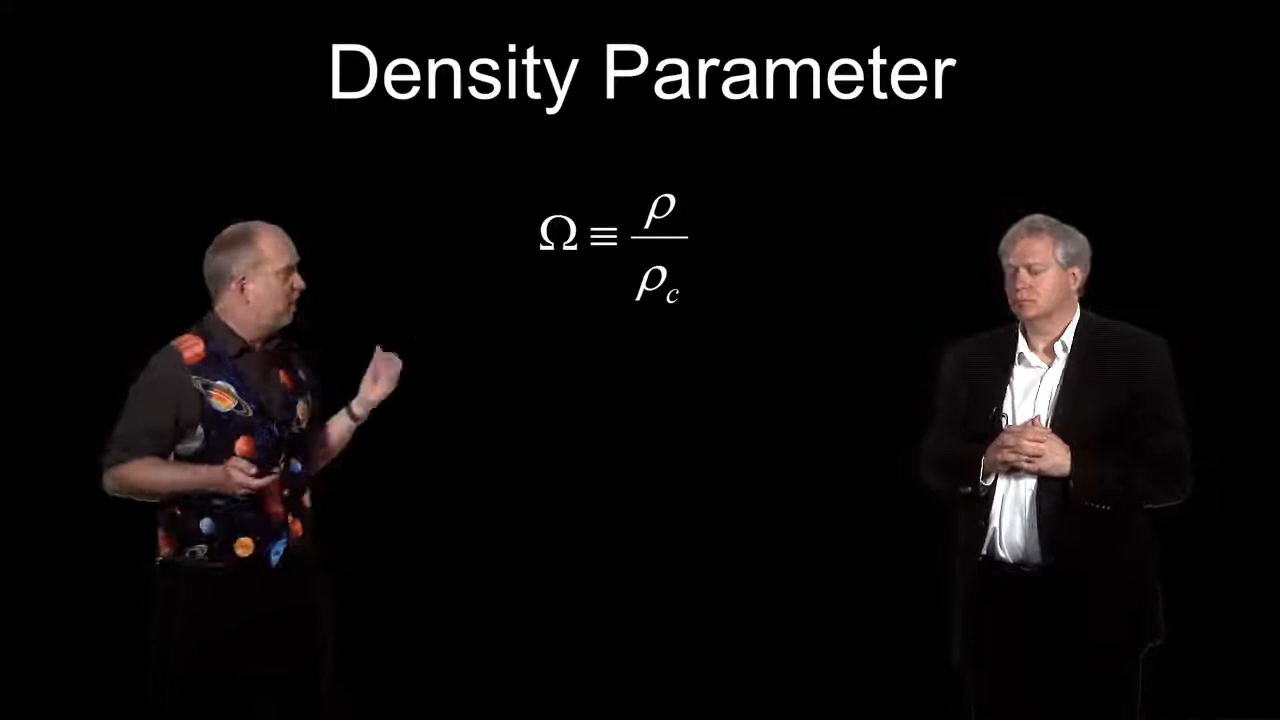 Density Parameter
Ω ≡ ρ / ρc